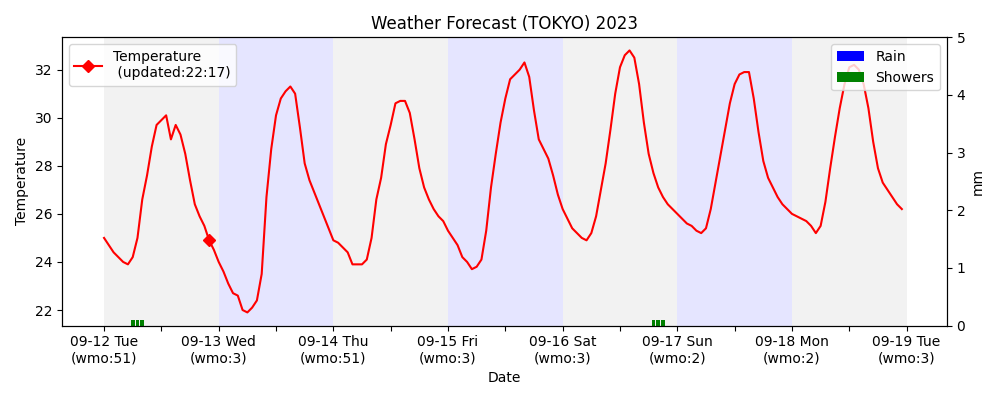 Weather Forecast (TOKYO) 2023
Temperature
(updated:22:17)
Rain
Showers
Temperature
32
30
28
26
24
22
5
4
3
2
1
0
mm
09-12 Tue
(wmo:51)
09-13 Wed
(wmo:3)
09-14 Thu
(wmo:51)
09-15 Fri
(wmo:3)
09-16 Sat
(wmo:3)
09-17 Sun
(wmo:2)
09-18 Mon
(wmo:2)
09-19 Tue
(wmo:3)
Date